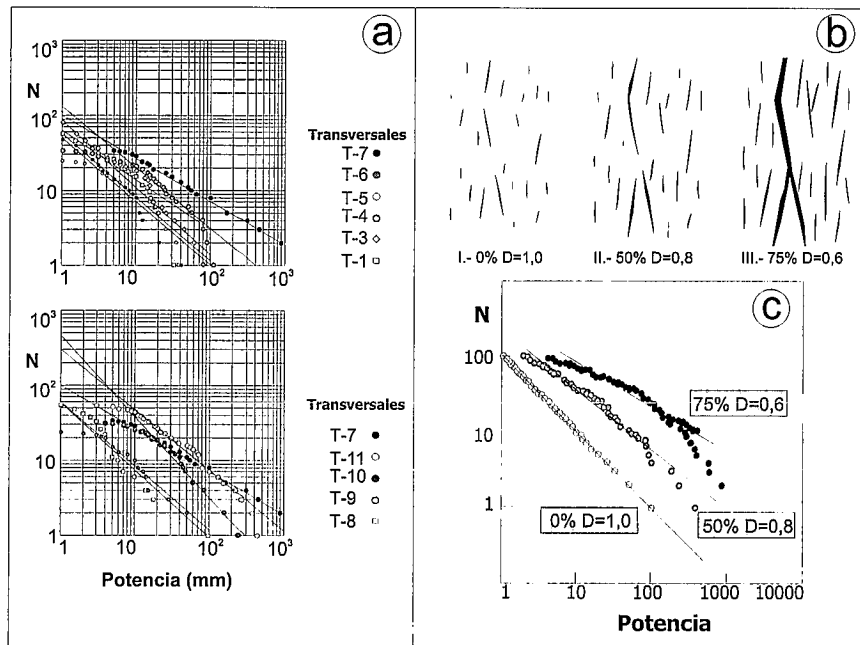 a
10³
N
10²
10
1
1
10
10²
10³
Transversales
T-7
T-6
T-5
T-4
T-3
T-1
10³
N
10²
10
1
1
10
10²
10³
Potencia (mm)
Transversales
T-7
T-11
T-10
T-9
T-8
b
I.- 0% D=1,0
II.- 50% D=0,8
III.- 75% D=0,6
c
N
100
10
1
75% D=0,6
50% D=0,8
0% D=1,0
1
10
100
1000
10000
Potencia